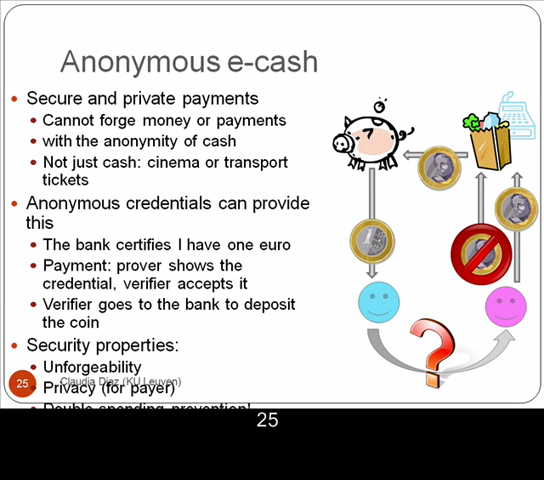 Anonymous e-cash
Secure and private payments
Cannot forge money or payments
with the anonymity of cash
Not just cash: cinema or transport
tickets
Anonymous credentials can provide
this
The bank certifies I have one euro
Payment: prover shows the
credential, verifier accepts it
Verifier goes to the bank to deposit
the coin
Security properties:
Unforgeability
25
Claudia Diaz (KU Leuven)
Privacy (for payer)
Double spending prevention!
25